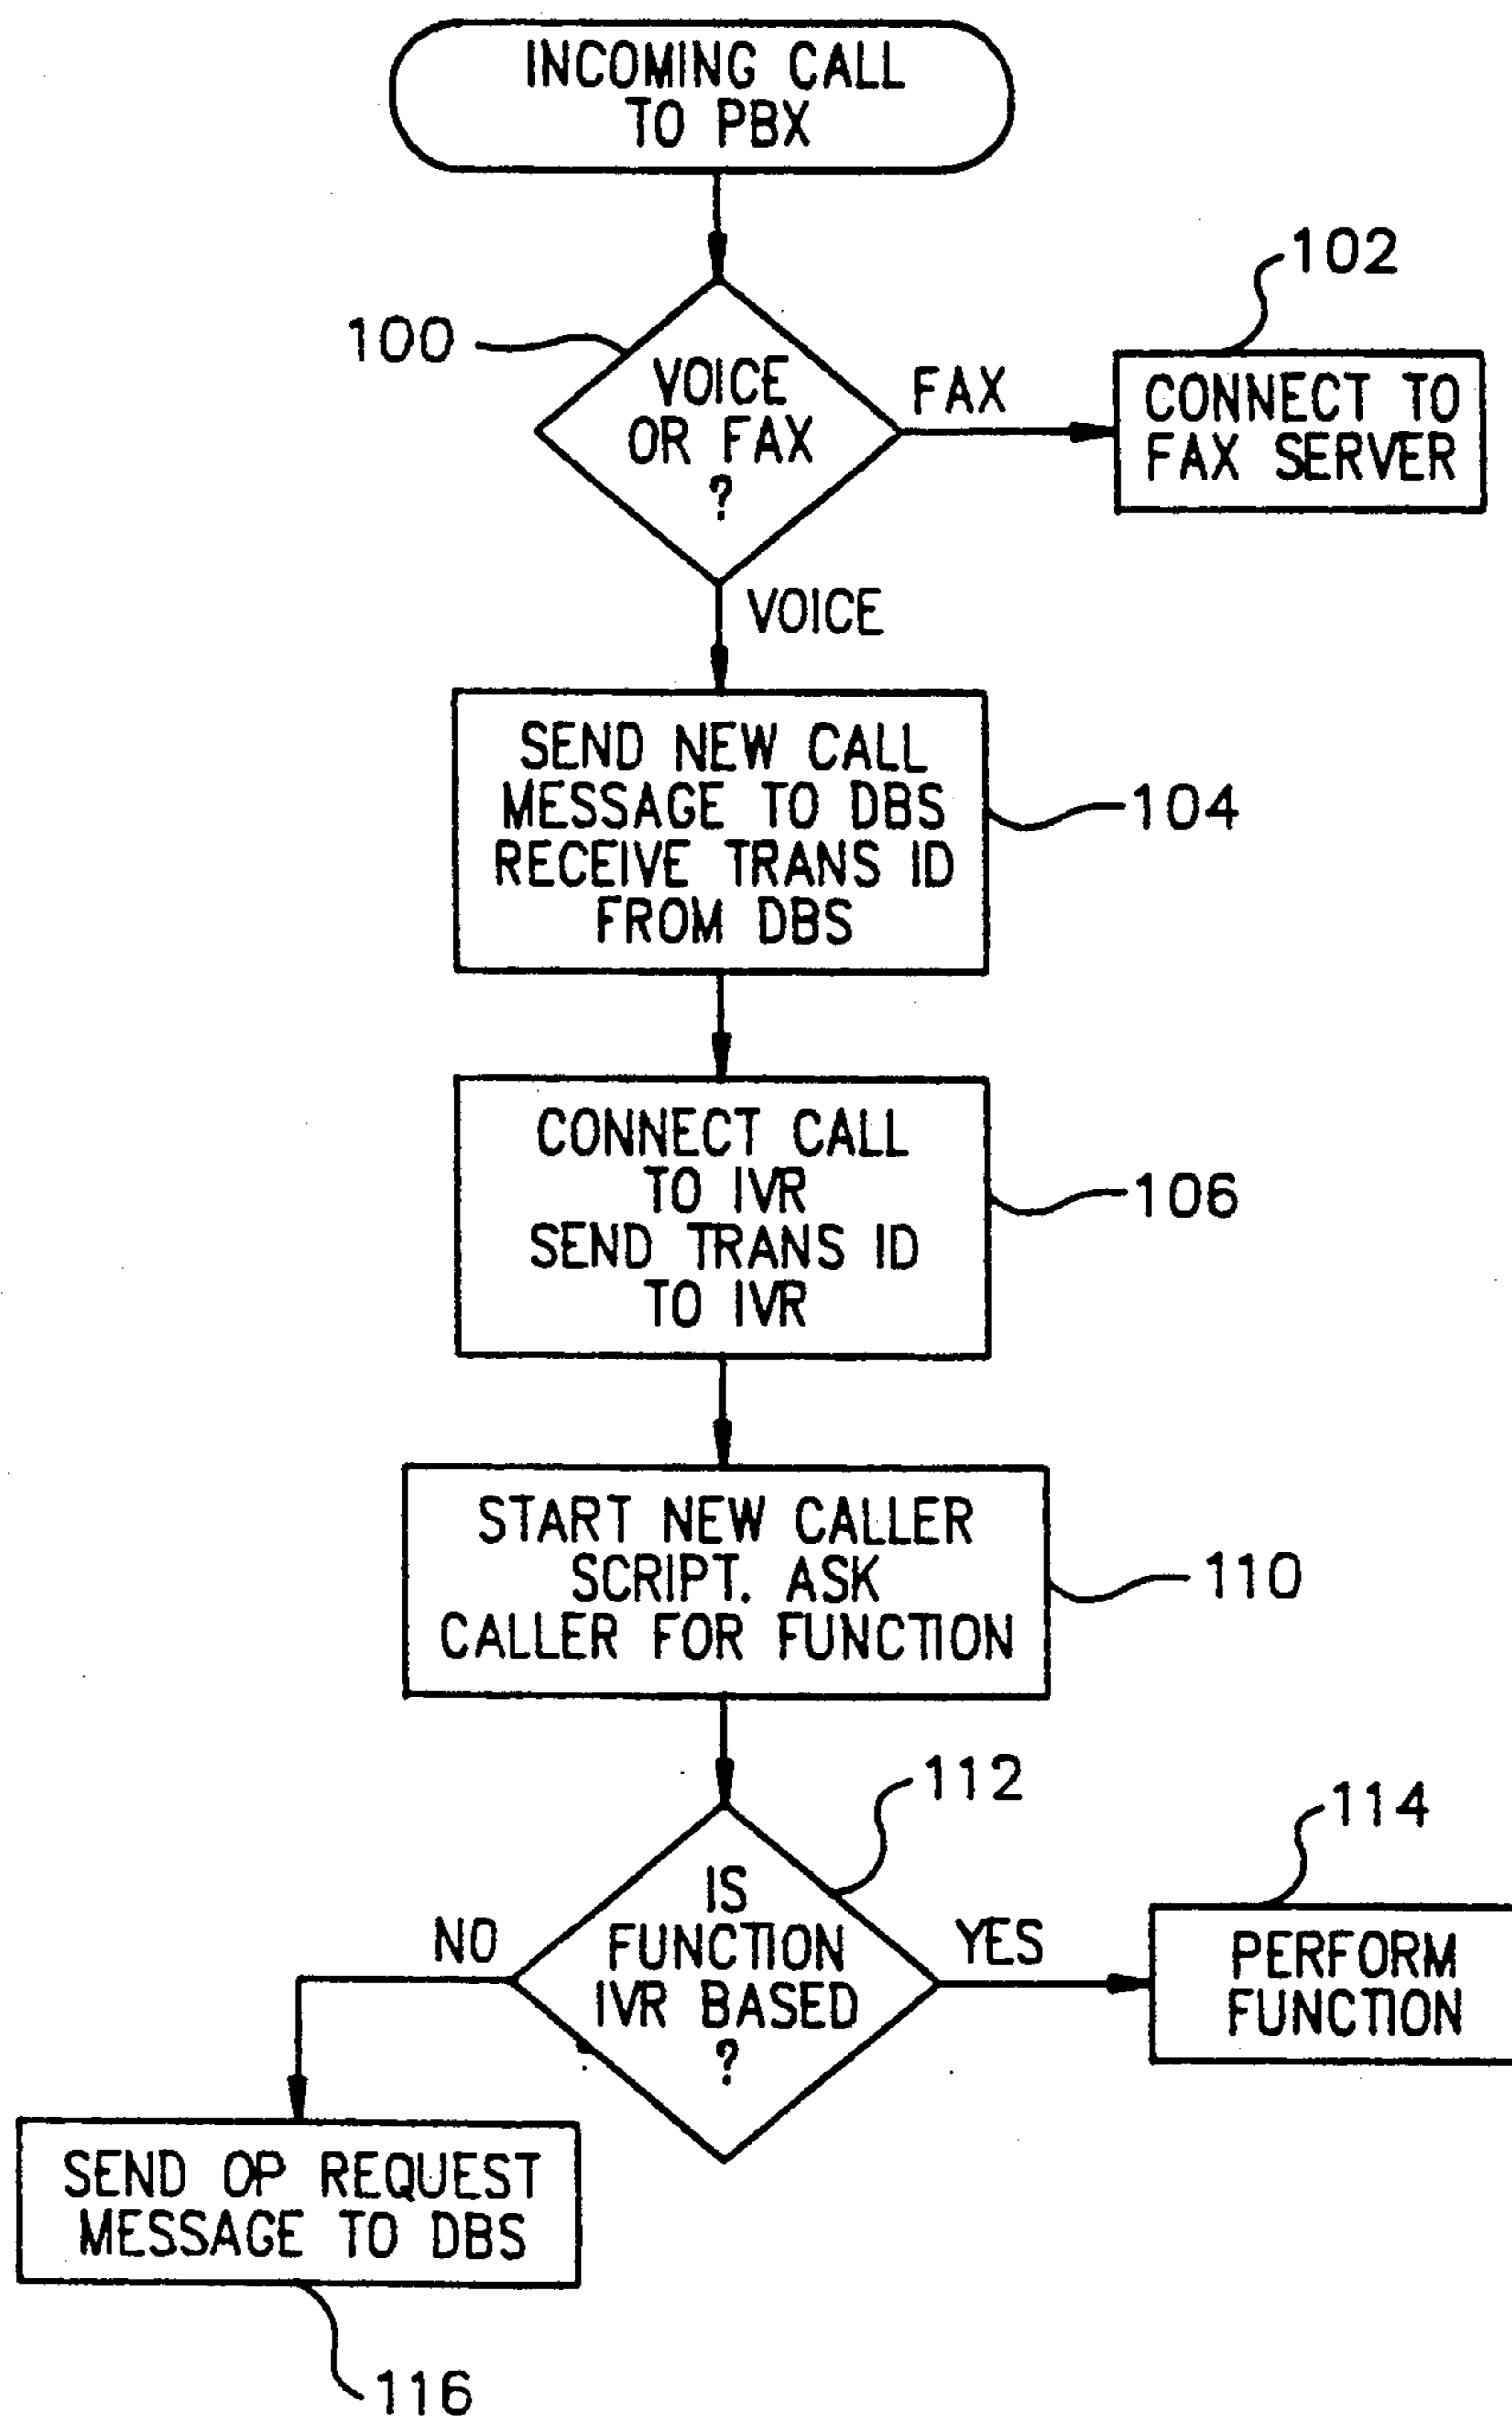 INCOMING CALL
TO PBX
102
100
VOICE
OR FAX
?
FAX
CONNECT TO
FAX SERVER
VOICE
SEND NEW CALL
MESSAGE TO DBS
RECEIVE TRANS ID
FROM DBS
104
CONNECT CALL
TO IVR
SEND TRANS ID
TO IVR
106
START NEW CALLER
SCRIPT. ASK
CALLER FOR FUNCTION
110
112
114
IS
FUNCTION
IVR BASED
?
NO
YES
PERFORM
FUNCTION
SEND OP REQUEST
MESSAGE TO DBS
116